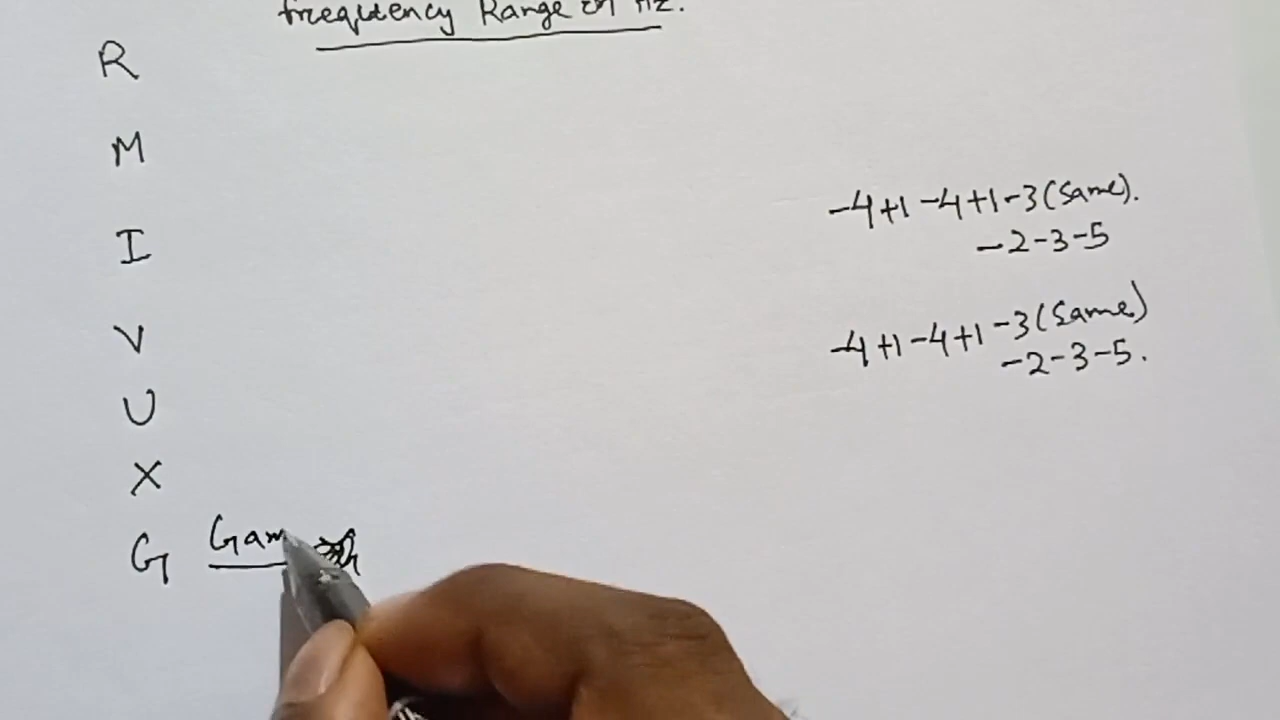 frequency Range in Hz.
R
M
-4+1-4+1-3(Same).
-2-3-5
I
-4+1-4+1-3(Same)
-2-3-5.
V
U
X
G Gam